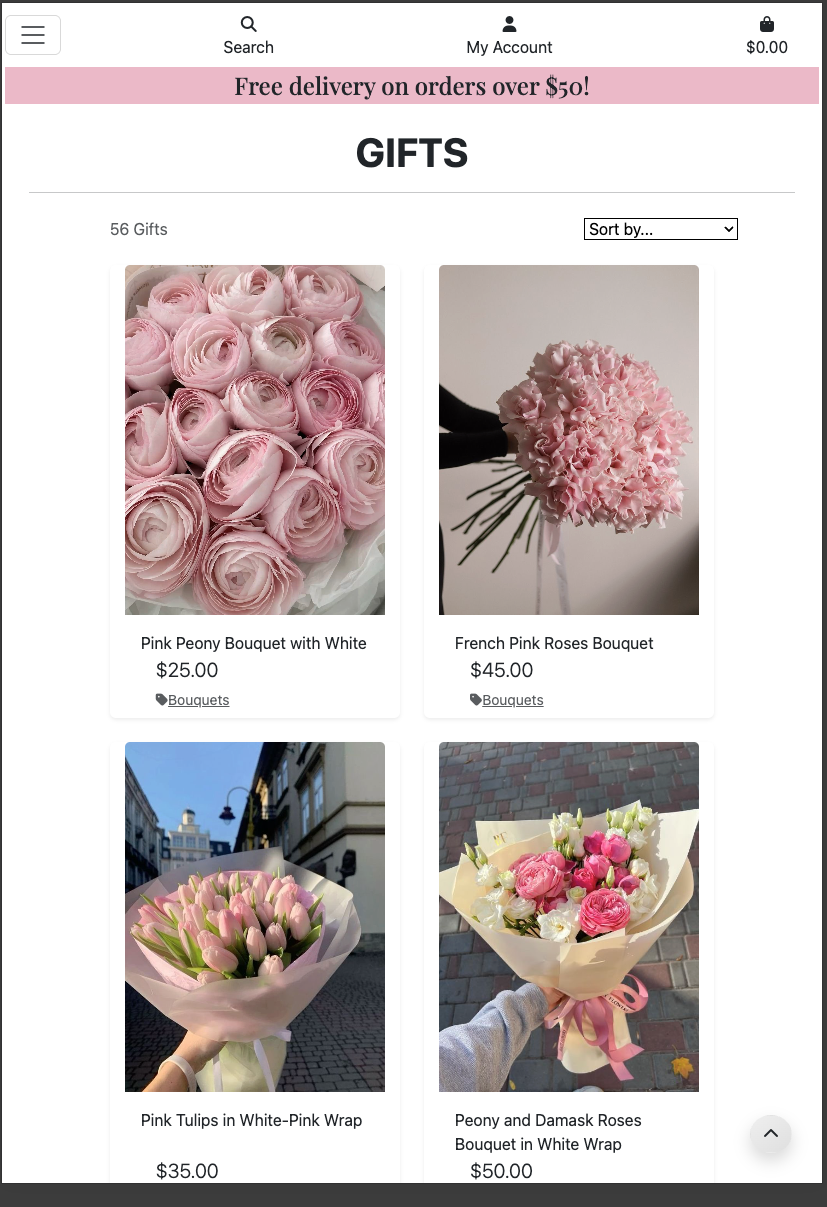 Search
My Account
$0.00
Free delivery on orders over $50!
GIFTS
56 Gifts
Sort by...
Pink Peony Bouquet with White
$25.00
Bouquets
French Pink Roses Bouquet
$45.00
Bouquets
Pink Tulips in White-Pink Wrap
$35.00
Peony and Damask Roses
Bouquet in White Wrap
$50.00